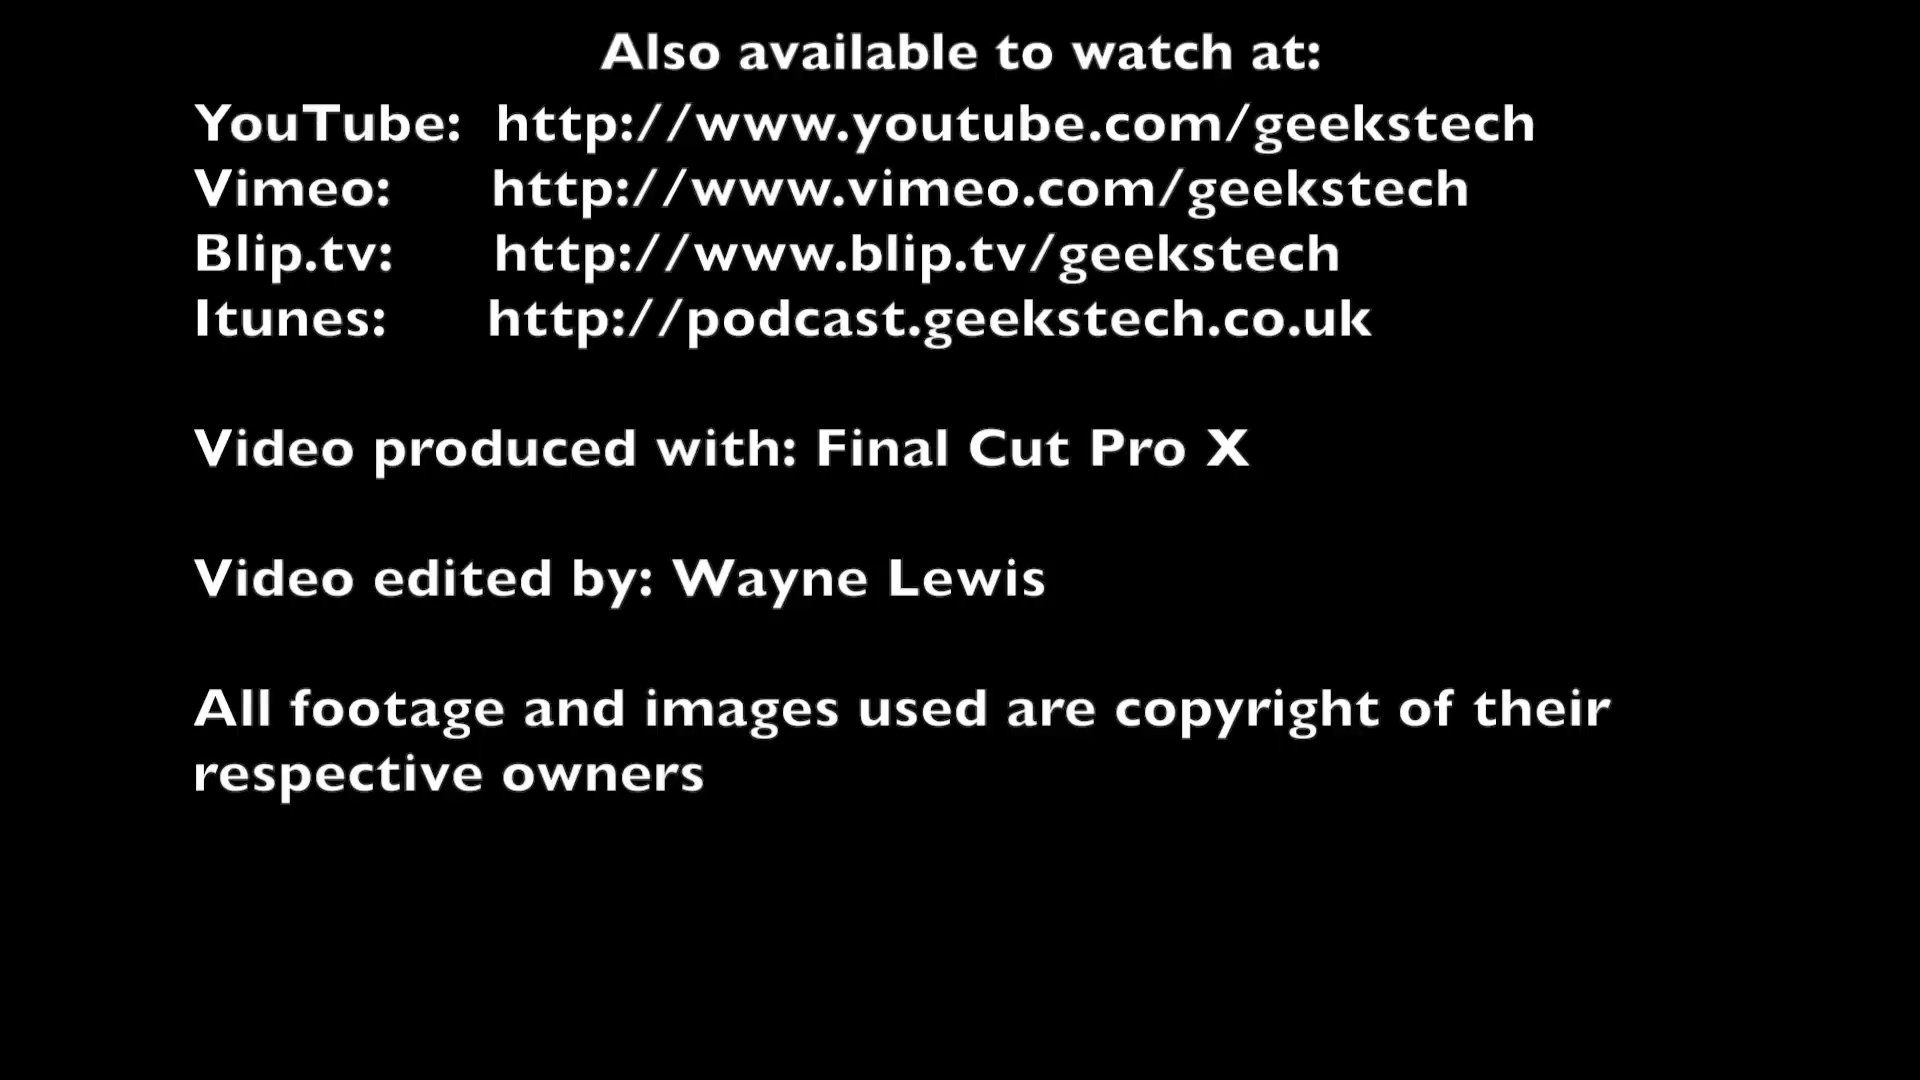 Also available to watch at:
YouTube: http://www.youtube.com/geekstech
Vimeo: http://www.vimeo.com/geekstech
Blip.tv: http://www.blip.tv/geekstech
Itunes: http://podcast.geekstech.co.uk
Video produced with: Final Cut Pro X
Video edited by: Wayne Lewis
All footage and images used are copyright of their
respective owners